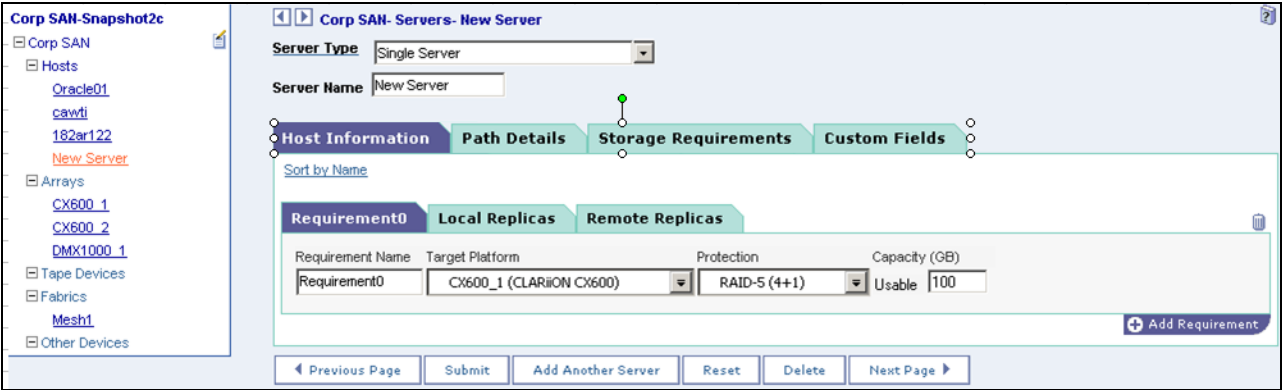 Corp SAN-Snapshot2c
Corp SAN
Hosts
Oracle01
cawti
182ar122
New Server
Arrays
CX600_1
CX600_2
DMX1000_1
Tape Devices
Fabrics
Mesh1
Other Devices
Corp SAN- Servers- New Server
?
Server Type Single Server
Server Name New Server
Host Information Path Details Storage Requirements Custom Fields
Sort by Name
Requirement0 Local Replicas Remote Replicas
Requirement Name Target Platform Protection Capacity (GB)
Requirement0 CX600_1 (CLARiiON CX600) RAID-5 (4+1) Usable 100
Add Requirement
Previous Page Submit Add Another Server Reset Delete Next Page